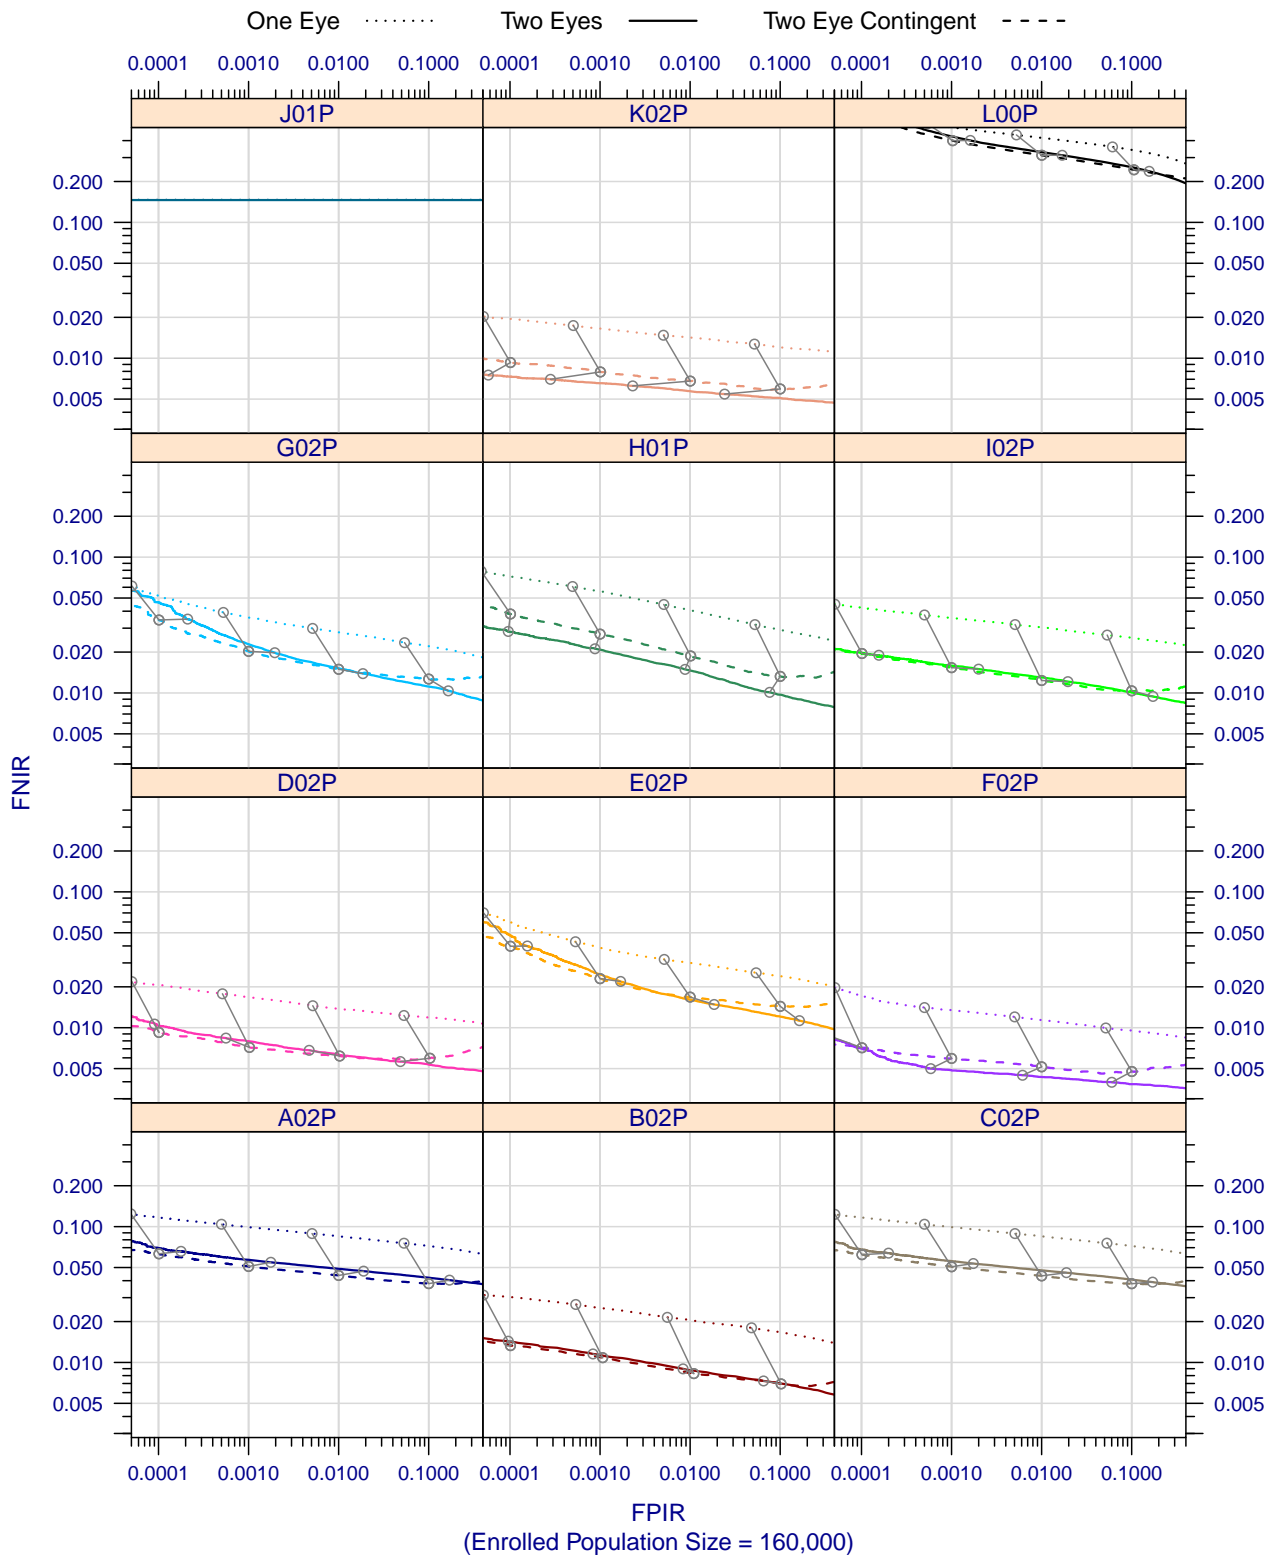 One Eye Two Eyes Two Eye Contingent
0.0001 0.0010 0.0100 0.1000 0.0001 0.0010 0.0100 0.1000 0.0001 0.0010 0.0100 0.1000
J01P K02P L00P
0.200 0.200
0.100 0.100
0.050 0.050
0.020 0.020
0.010 0.010
0.005 0.005
G02P H01P I02P
0.200 0.200
0.100 0.100
0.050 0.050
0.020 0.020
0.010 0.010
0.005 0.005
FNIR
D02P E02P F02P
0.200 0.200
0.100 0.100
0.050 0.050
0.020 0.020
0.010 0.010
0.005 0.005
A02P B02P C02P
0.200 0.200
0.100 0.100
0.050 0.050
0.020 0.020
0.010 0.010
0.005 0.005
0.0001 0.0010 0.0100 0.1000 0.0001 0.0010 0.0100 0.1000 0.0001 0.0010 0.0100 0.1000
FPIR
(Enrolled Population Size = 160,000)